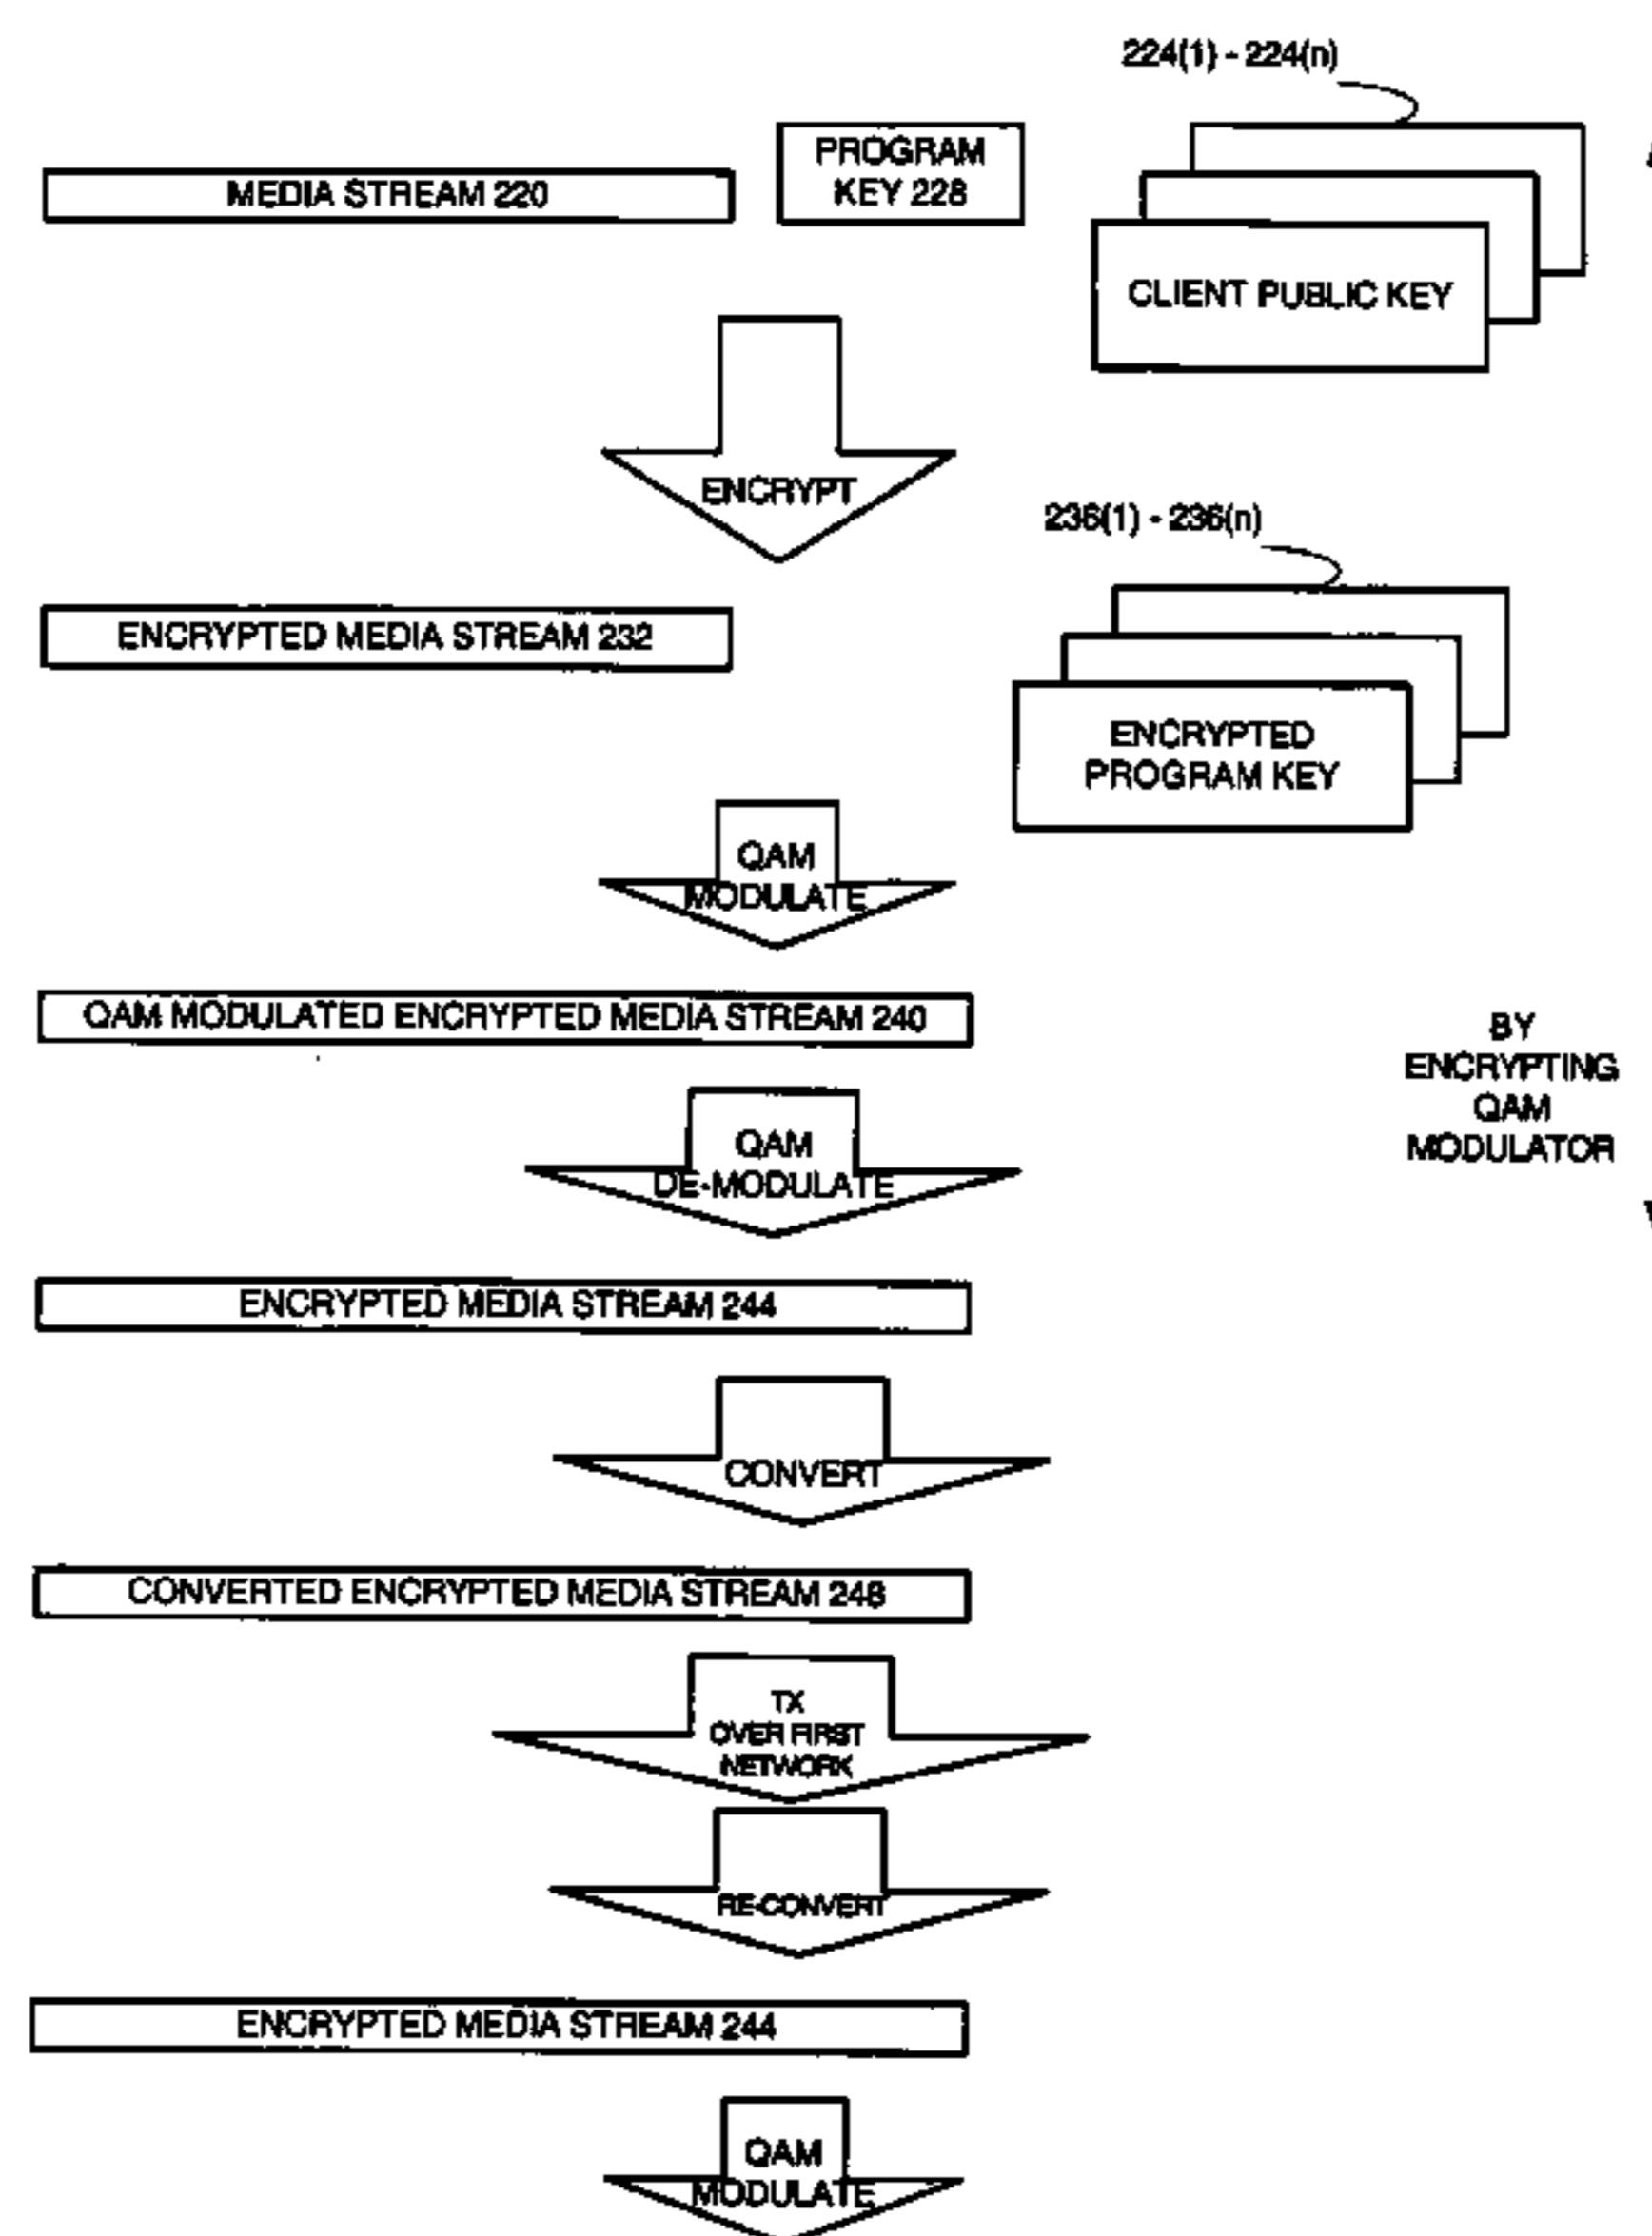 224(1) - 224(n)
PROGRAM
KEY 228
MEDIA STREAM 220
CLIENT PUBLIC KEY
ENCRYPT
236(1) - 236(n)
ENCRYPTED MEDIA STREAM 232
ENCRYPTED
PROGRAM KEY
QAM
MODULATE
QAM MODULATED ENCRYPTED MEDIA STREAM 240
BY
ENCRYPTING
QAM
MODULATOR
QAM
DE-MODULATE
ENCRYPTED MEDIA STREAM 244
CONVERT
CONVERTED ENCRYPTED MEDIA STREAM 248
TX
OVER FIRST
NETWORK
RE-CONVERT
ENCRYPTED MEDIA STREAM 244
QAM
MODULATE